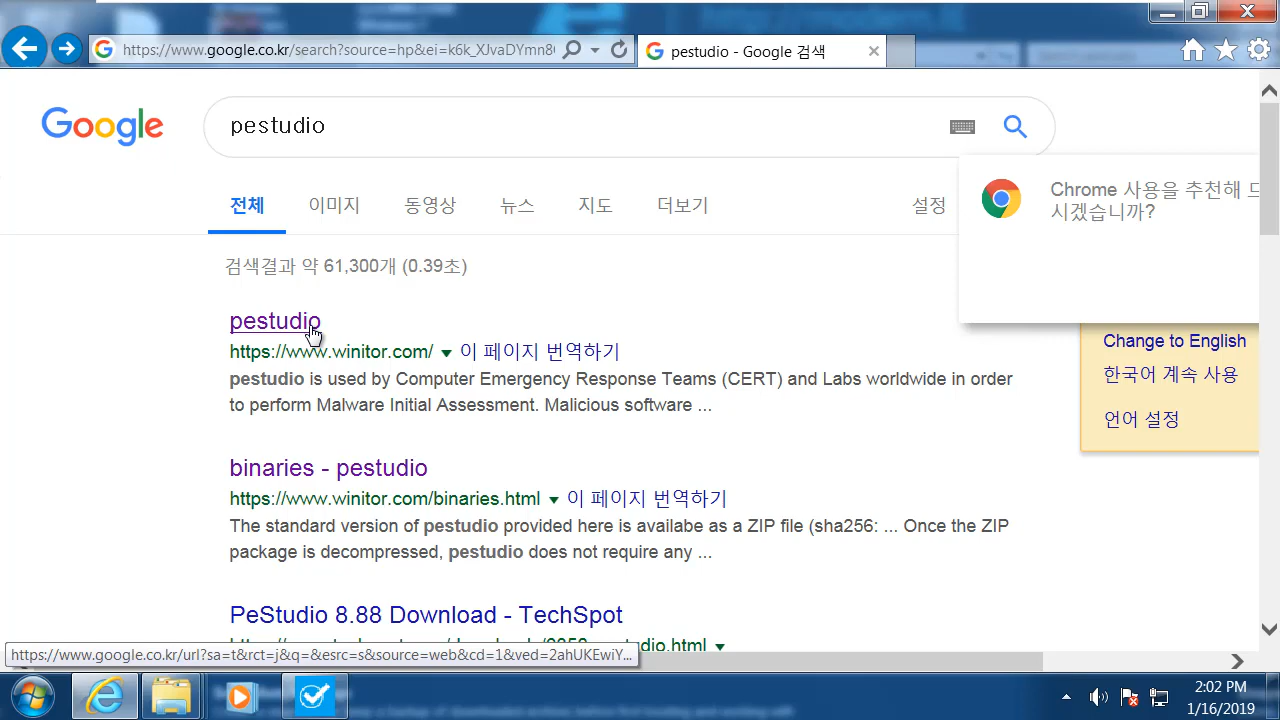 https://www.google.co.kr/search?source=hp&ei=k6k_XJvaDYmn8(
pestudio - Google 검색
Google
pestudio
전체 이미지 동영상 뉴스 지도 더보기 설정
Chrome 사용을 추천해 드
시겠습니까?
검색결과 약 61,300개 (0.39초)
pestudio
https://www.winitor.com/ 이 페이지 번역하기
pestudio is used by Computer Emergency Response Teams (CERT) and Labs worldwide in order
to perform Malware Initial Assessment. Malicious software ...
Change to English
한국어 계속 사용
언어 설정
binaries - pestudio
https://www.winitor.com/binaries.html 이 페이지 번역하기
The standard version of pestudio provided here is availabe as a ZIP file (sha256: ... Once the ZIP
package is decompressed, pestudio does not require any ...
PeStudio 8.88 Download - TechSpot
https://www.google.co.kr/url?sa=t&rct=j&q=&esrc=s&source=web&cd=1&ved=2ahUKEwiY...
2:02 PM
1/16/2019